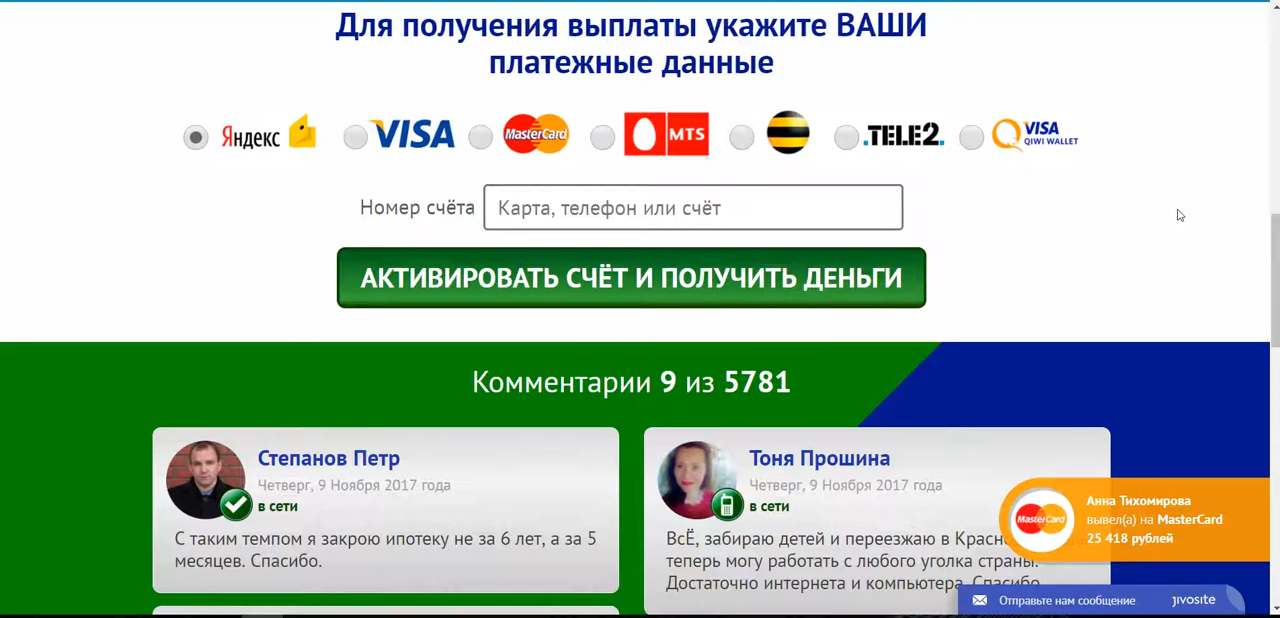 Для получения выплаты укажите ВАШИ
платежные данные
Яндекс
VISA
MasterCard
МТС
TELE2
VISA
QIWI WALLET
Номер счёта
Карта, телефон или счёт
АКТИВИРОВАТЬ СЧЁТ И ПОЛУЧИТЬ ДЕНЬГИ
Комментарии 9 из 5781
Степанов Петр
Четверг, 9 Ноября 2017 года
в сети
С таким темпом я закрою ипотеку не за 6 лет, а за 5
месяцев. Спасибо.
Тоня Прошина
Четверг, 9 Ноября 2017 года
в сети
ВсЁ, забираю детей и переезжаю в
теперь могу работать с любого уголка страны.
Достаточно интернета и компьютера. Спасибо
MasterCard
Анна Тихомирова
вывел(а) на MasterCard
25 418 рублей
Отправьте нам сообщение
jivosite